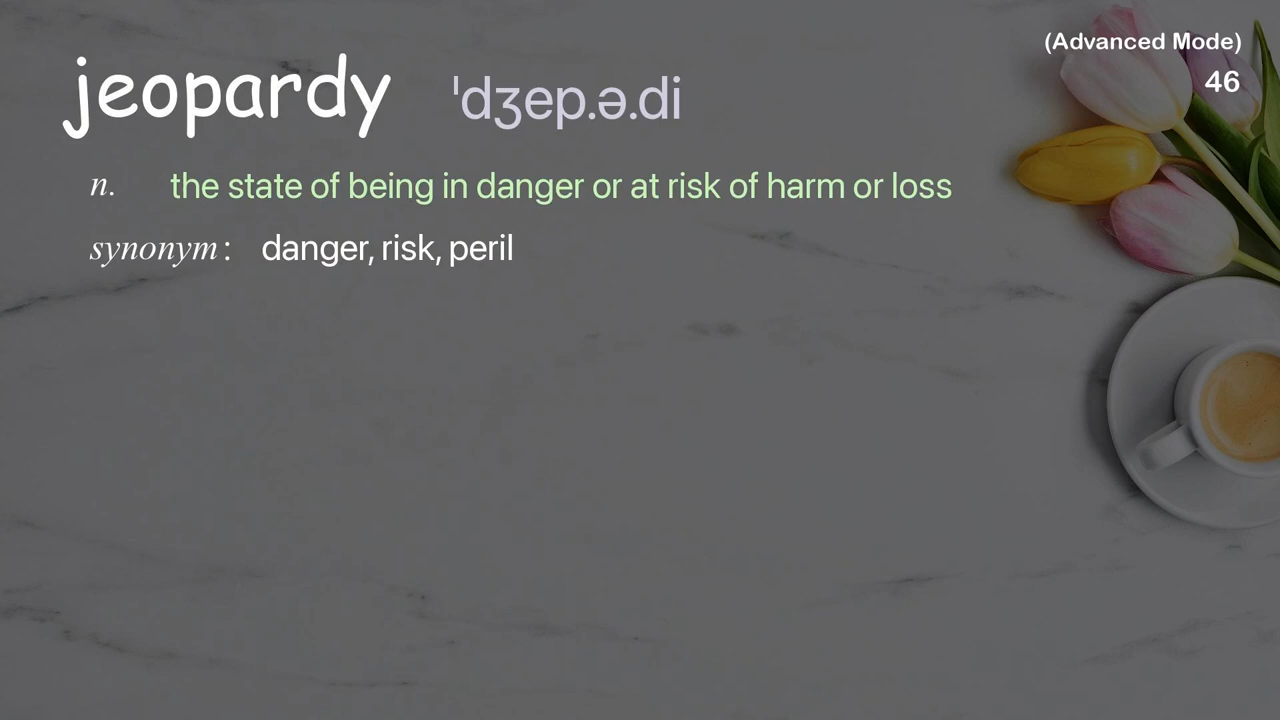 (Advanced Mode)
46
jeopardy ˈdʒep.ə.di
n. the state of being in danger or at risk of harm or loss
synonym: danger, risk, peril